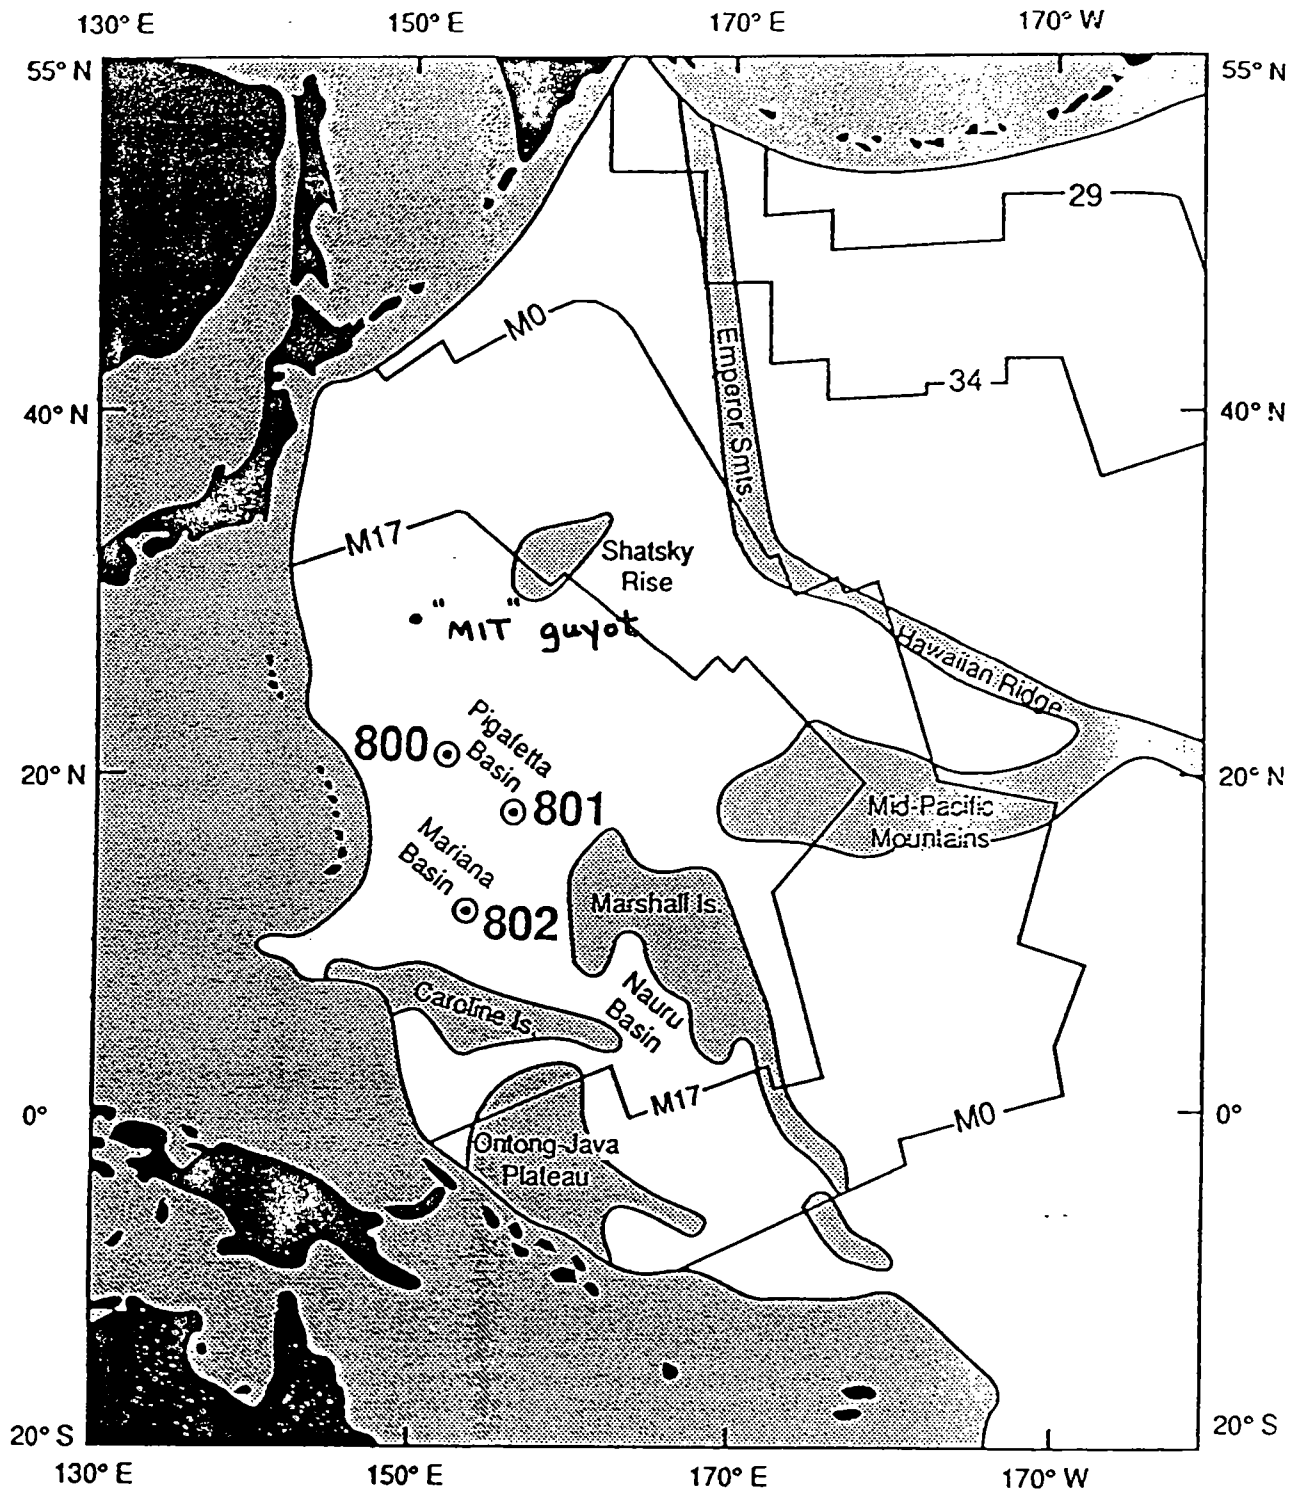 130° E 150° E 170° E 170° W
55° N 55° N
29
M0
Emperor Smts
34
40° N 40° N
M17
Shatsky
Rise
"MIT" guyot
Hawaiian Ridge
Pigafetta
Basin
800
20° N 20° N
801
Mid-Pacific
Mountains
Mariana
Basin
Marshall Is.
802
Nauru
Basin
Caroline Is.
M17
M0
0° 0°
Ontong-Java
Plateau
20° S 20° S
130° E 150° E 170° E 170° W